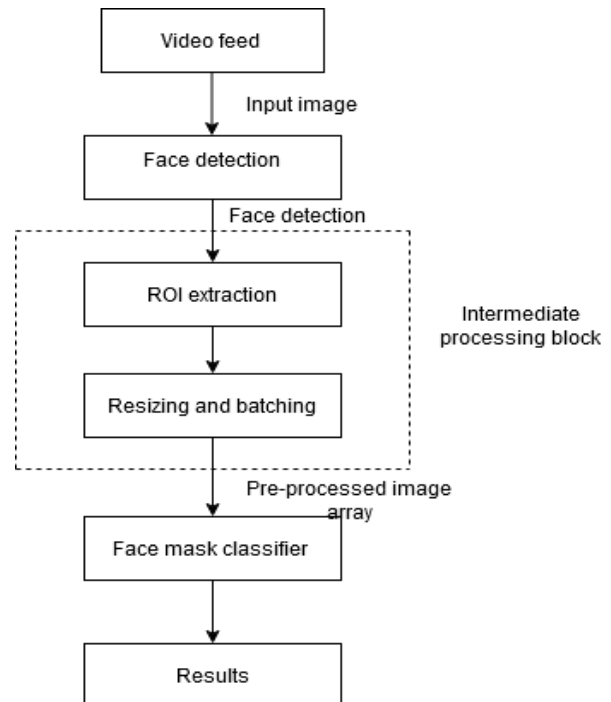 Video feed
Input image
Face detection
Face detection
ROI extraction
Intermediate
processing block
Resizing and batching
Pre-processed image
array
Face mask classifier
Results